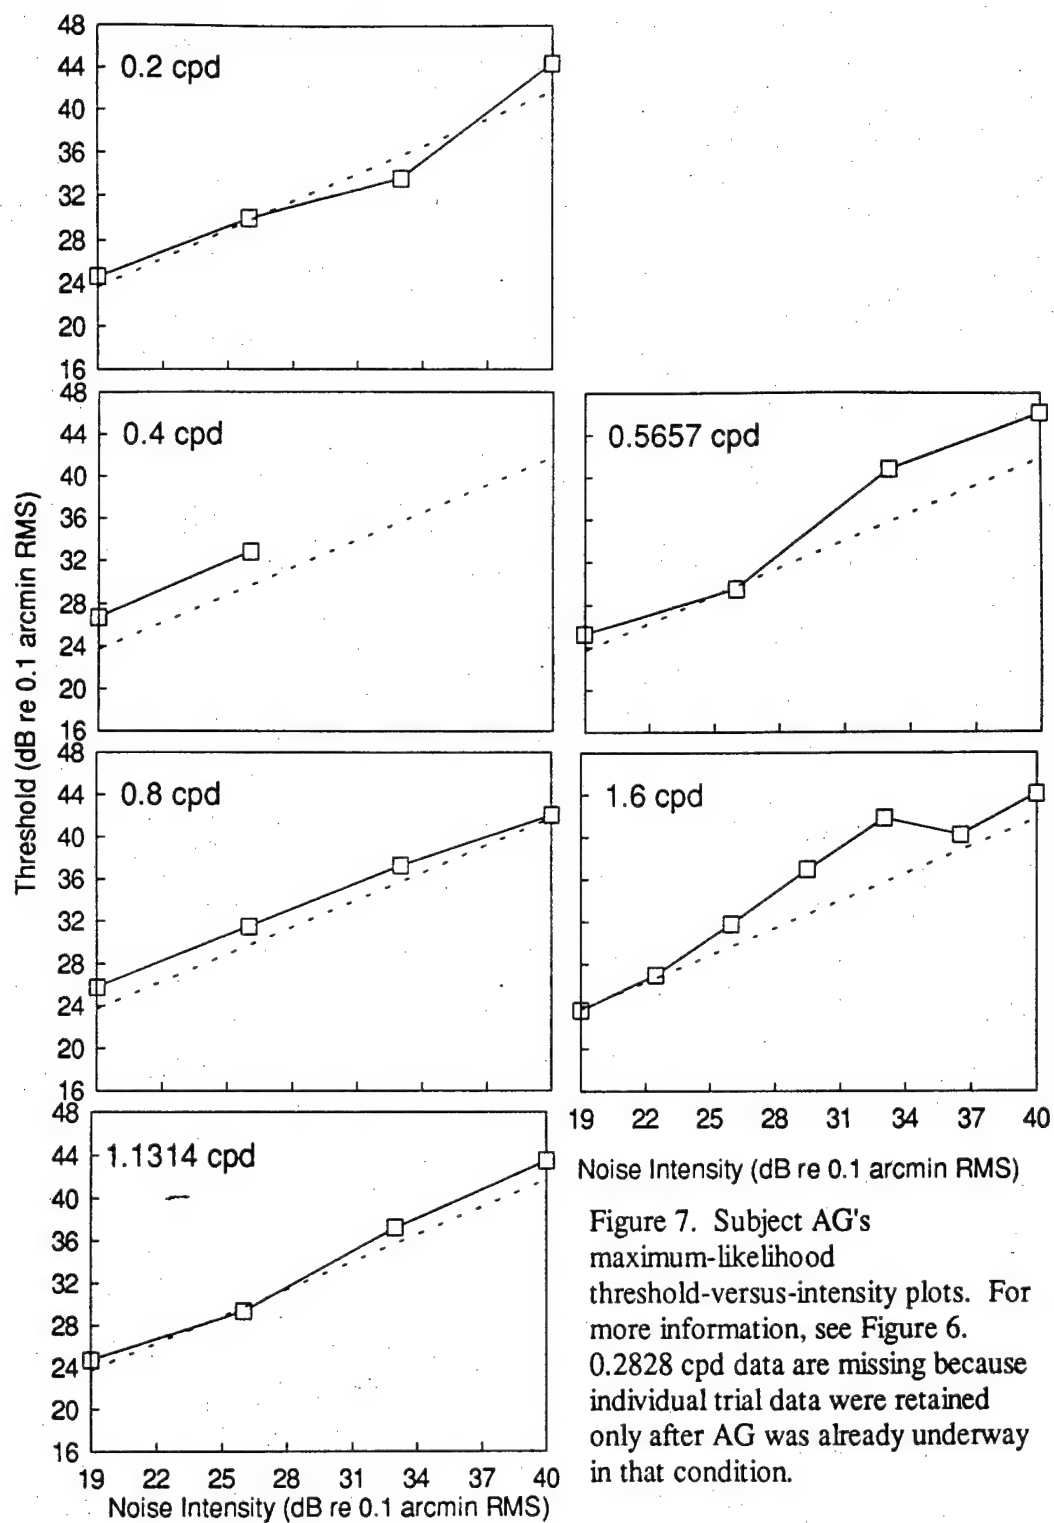 48
0.2 cpd
44
40
36
32
28
24
20
16
48
0.4 cpd
44
40
36
32
28
24
20
16
0.5657 cpd
Threshold (dB re 0.1 arcmin RMS)
48
0.8 cpd
44
40
36
32
28
24
20
16
1.6 cpd
19 22 25 28 31 34 37 40
Noise Intensity (dB re 0.1 arcmin RMS)
48
1.1314 cpd
44
40
36
32
28
24
20
16
19 22 25 28 31 34 37 40
Noise Intensity (dB re 0.1 arcmin RMS)
Figure 7. Subject AG's
maximum-likelihood
threshold-versus-intensity plots. For
more information, see Figure 6.
0.2828 cpd data are missing because
individual trial data were retained
only after AG was already underway
in that condition.